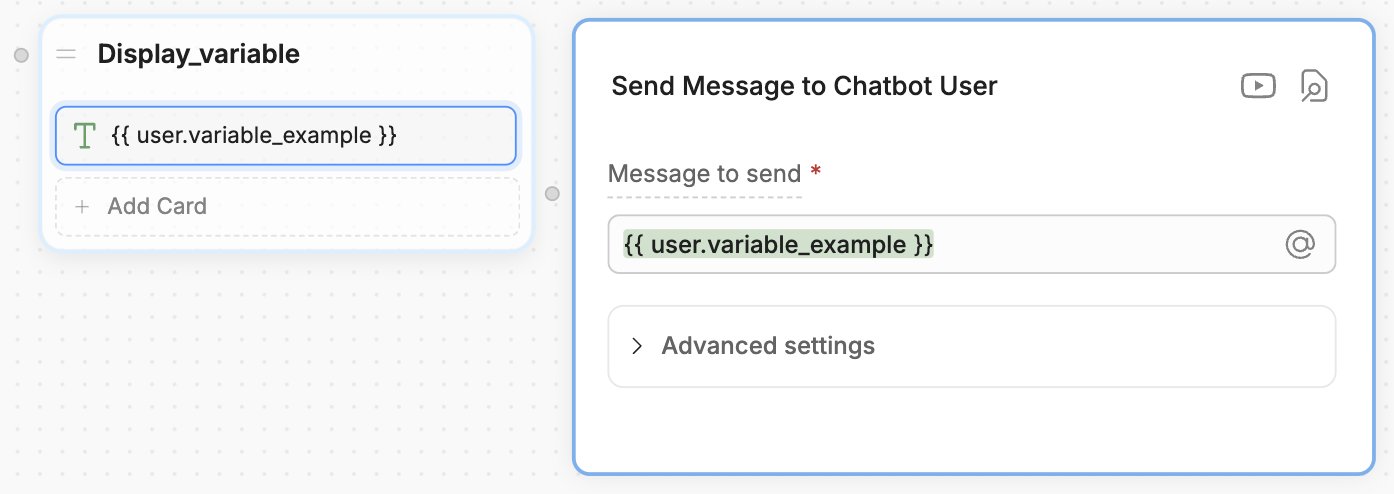 Display_variable
{{ user.variable_example }}
+ Add Card
Send Message to Chatbot User
Message to send *
{{ user.variable_example }}
Advanced settings